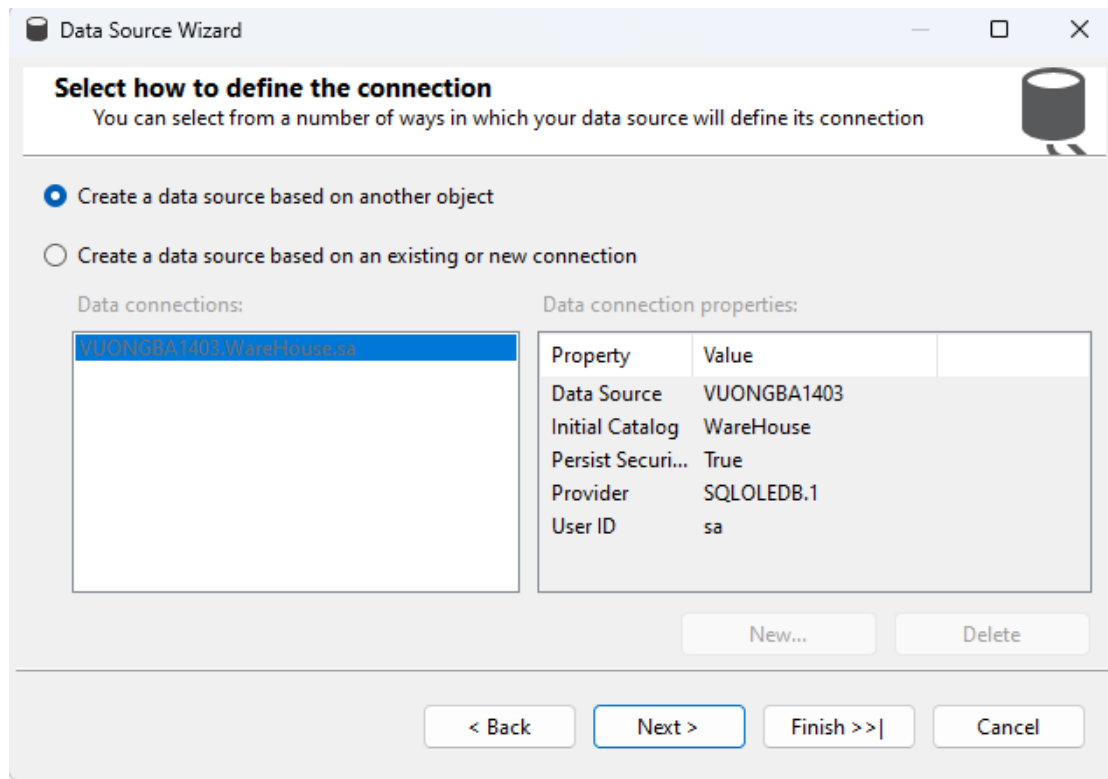 Data Source Wizard
Select how to define the connection
You can select from a number of ways in which your data source will define its connection
Create a data source based on another object
Create a data source based on an existing or new connection
Data connections:
Data connection properties:
VUONGBA1403.WareHouse.sa
Property Value
Data Source VUONGBA1403
Initial Catalog WareHouse
Persist Securi... True
Provider SQLOLEDB.1
User ID sa
New... Delete
< Back Next > Finish >>| Cancel